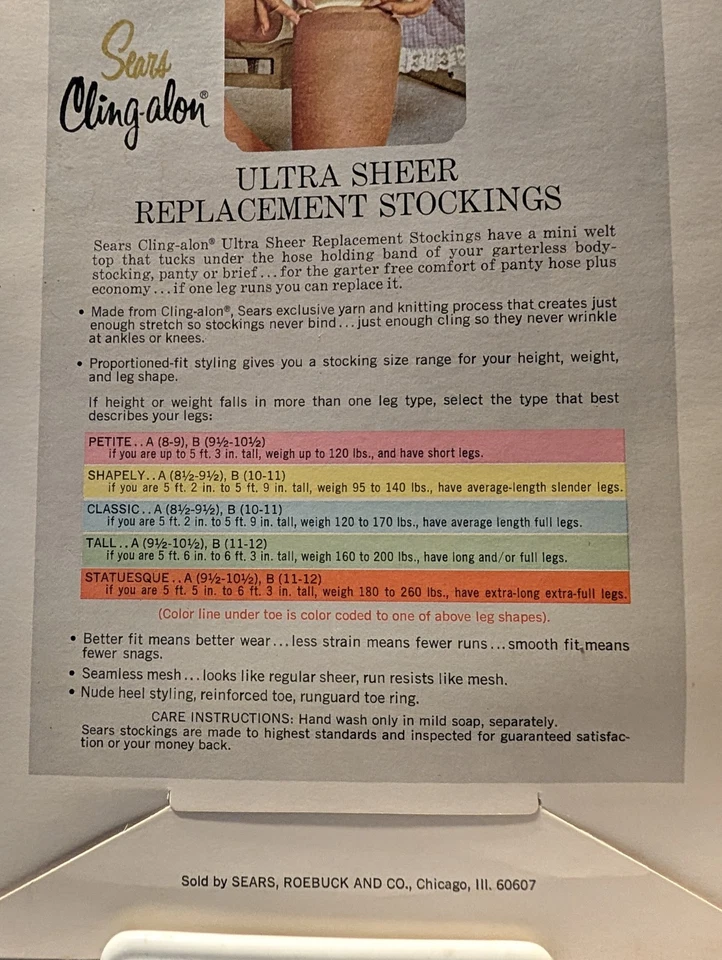 Sears
Cling-alon®
ULTRA SHEER
REPLACEMENT STOCKINGS
Sears Cling-alon® Ultra Sheer Replacement Stockings have a mini welt
top that tucks under the hose holding band of your garterless body-
stocking, panty or brief...for the garter free comfort of panty hose plus
economy...if one leg runs you can replace it.
• Made from Cling-alon®, Sears exclusive yarn and knitting process that creates just
enough stretch so stockings never bind...just enough cling so they never wrinkle
at ankles or knees.
• Proportioned-fit styling gives you a stocking size range for your height, weight,
and leg shape.
If height or weight falls in more than one leg type, select the type that best
describes your legs:
PETITE..A (8-9), B (9½-10½)
if you are up to 5 ft. 3 in. tall, weigh up to 120 lbs., and have short legs.
SHAPELY..A (8½-9½), B (10-11)
if you are 5 ft. 2 in to 5 ft. 9 in. tall, weigh 95 to 140 lbs., have average-length slender legs.
CLASSIC..A (8½-9½), B (10-11)
if you are 5 ft. 2 in. to 5 ft. 9 in. tall, weigh 120 to 170 lbs., have average length full legs.
TALL..A (9½-10½), B (11-12)
if you are 5 ft. 6 in. to 6 ft. 3 in. tall, weigh 160 to 200 lbs., have long and/or full legs.
STATUESQUE..A (9½-10½), B (11-12)
if you are 5 ft. 5 in. to 6 ft. 3 in. tall, weigh 180 to 260 lbs., have extra-long extra-full legs.
(Color line under toe is color coded to one of above leg shapes).
• Better fit means better wear...less strain means fewer runs...smooth fit means
fewer snags.
• Seamless mesh...looks like regular sheer, run resists like mesh.
• Nude heel styling, reinforced toe, runguard toe ring.
CARE INSTRUCTIONS: Hand wash only in mild soap, separately.
Sears stockings are made to highest standards and inspected for guaranteed satisfac-
tion or your money back.
Sold by SEARS, ROEBUCK AND CO., Chicago, Ill. 60607